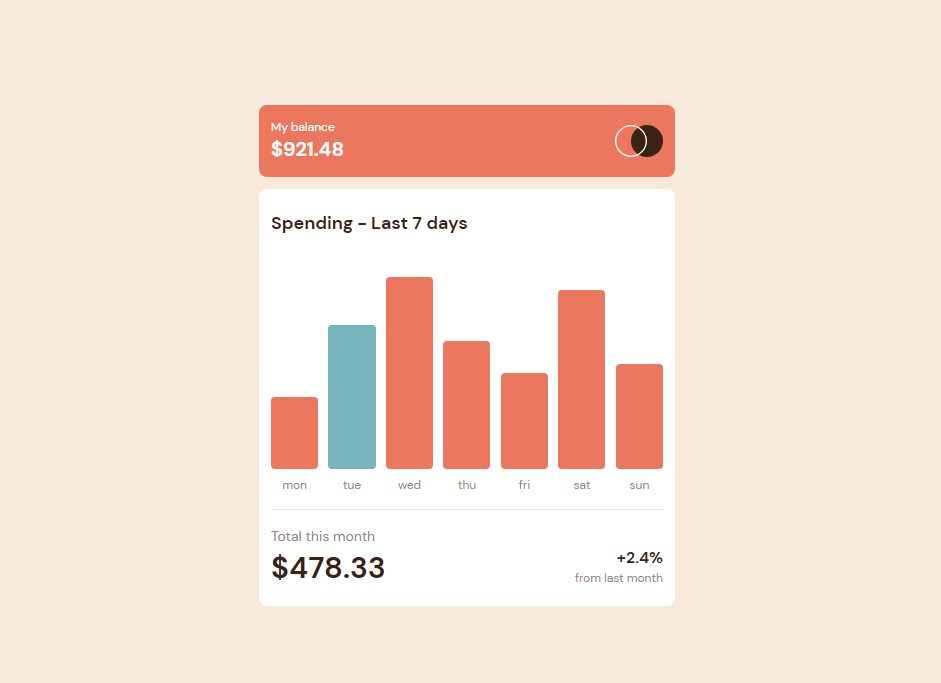 My balance
$921.48
Spending - Last 7 days
mon tue wed thu fri sat sun
Total this month
$478.33
+2.4%
from last month